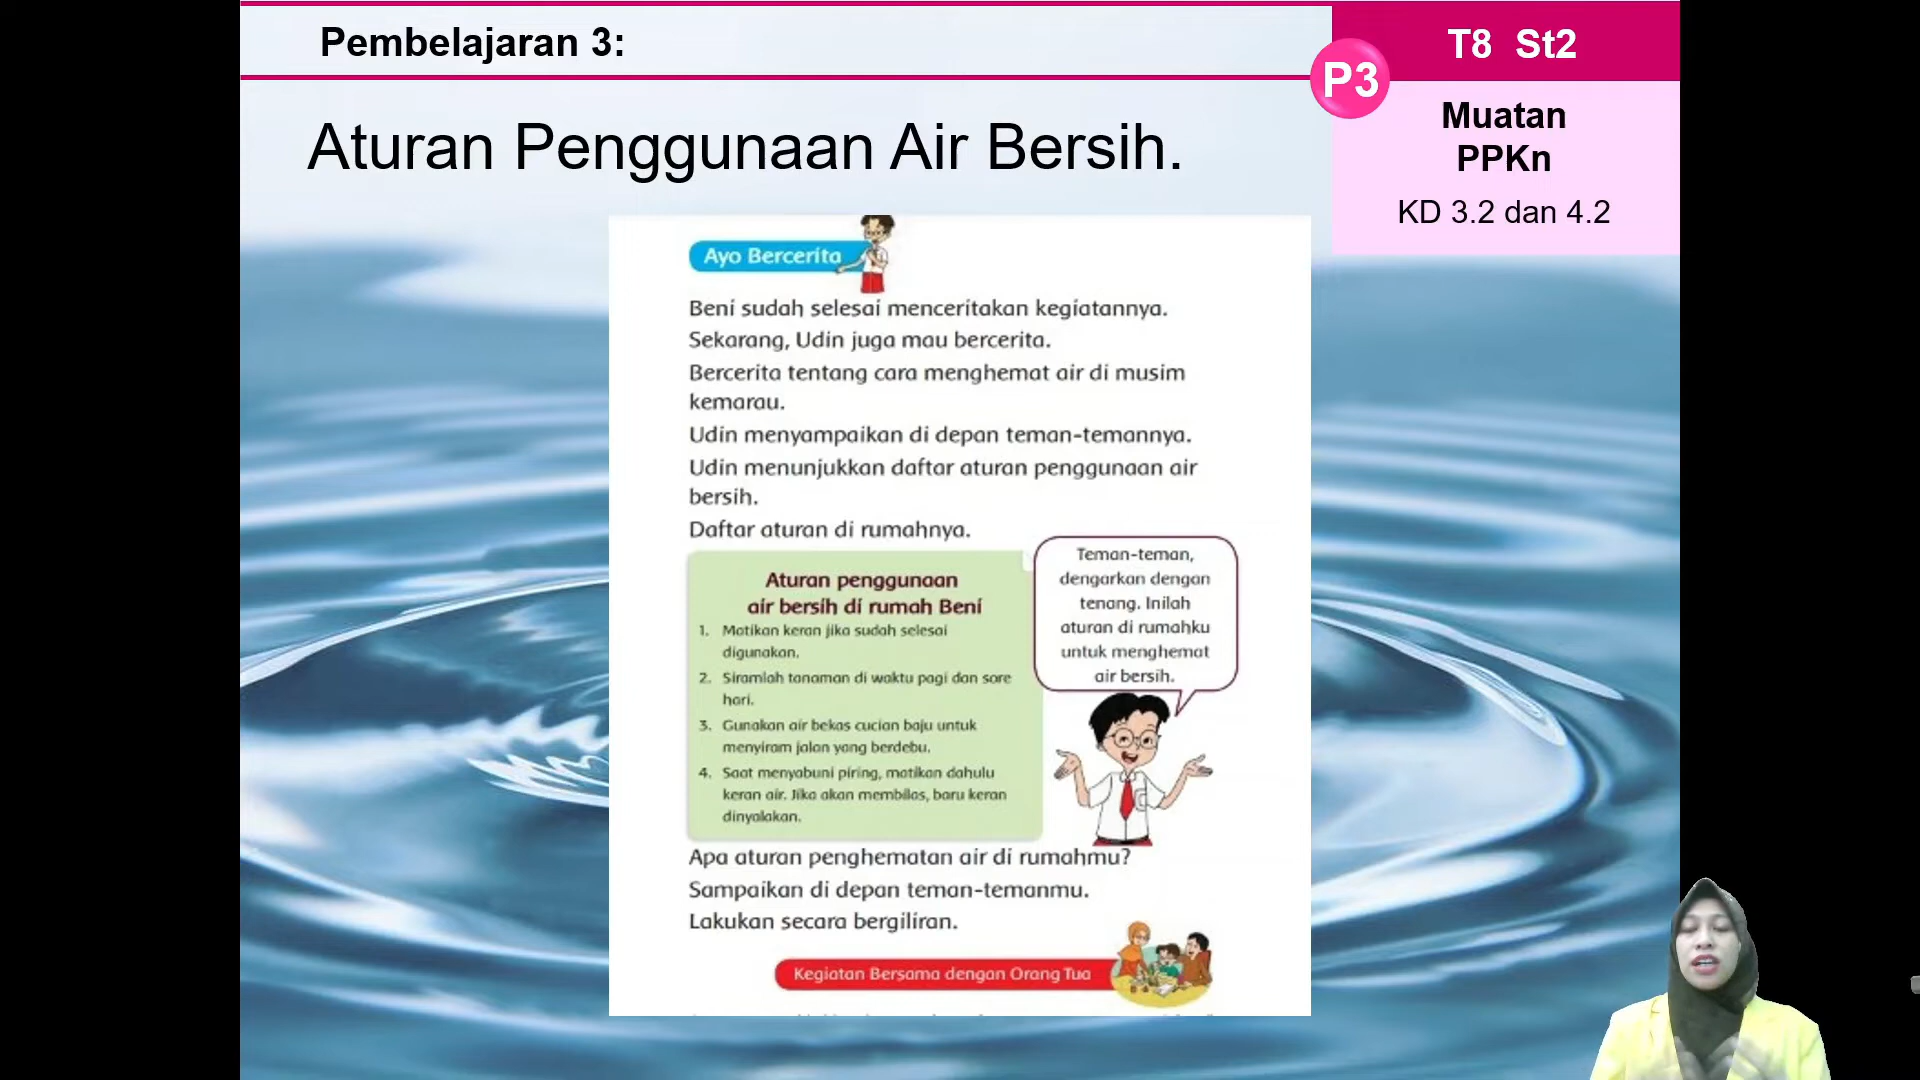 Pembelajaran 3:
T8 St2
P3
Muatan
PPKn
KD 3.2 dan 4.2
Aturan Penggunaan Air Bersih.
Ayo Bercerita
Beni sudah selesai menceritakan kegiatannya.
Sekarang, Udin juga mau bercerita.
Bercerita tentang cara menghemat air di musim
kemarau.
Udin menyampaikan di depan teman-temannya.
Udin menunjukkan daftar aturan penggunaan air
bersih.
Daftar aturan di rumahnya.
Aturan penggunaan
air bersih di rumah Beni
1. Matikan keran jika sudah selesai
digunakan.
2. Siramlah tanaman di waktu pagi dan sore
hari.
3. Gunakan air bekas cucian baju untuk
menyiram jalan yang berdebu.
4. Saat menyabuni piring, matikan dahulu
keran air. Jika akan membilas, baru keran
dinyalakan.
Teman-teman,
dengarkan dengan
tenang. Inilah
aturan di rumahku
untuk menghemat
air bersih.
Apa aturan penghematan air di rumahmu?
Sampaikan di depan teman-temanmu.
Lakukan secara bergiliran.
Kegiatan Bersama dengan Orang Tua